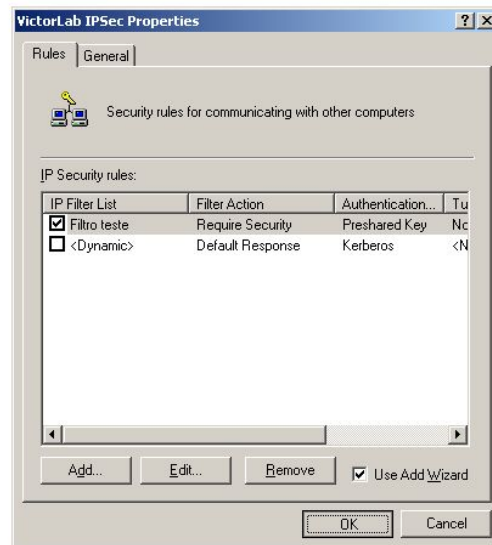 VictorLab IPSec Properties
Rules General
Security rules for communicating with other computers
IP Security rules:
IP Filter List Filter Action Authentication... Tu
Filtro teste Require Security Preshared Key No
<Dynamic> Default Response Kerberos <N
Add... Edit... Remove Use Add Wizard
OK Cancel